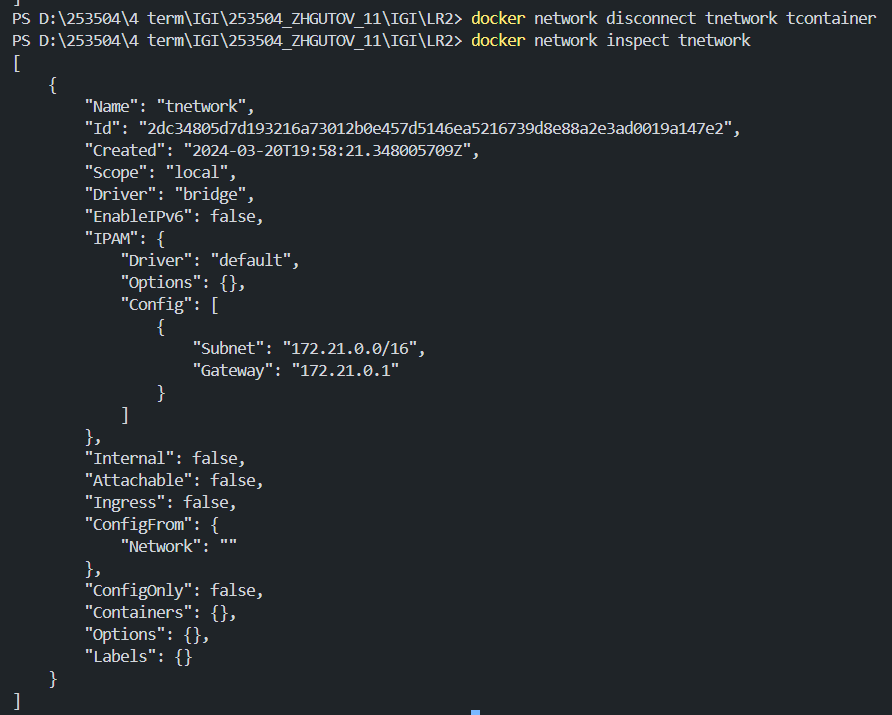 ]
PS D:\253504\4 term\IGI\253504_ZHGUTOV_11\IGI\LR2> docker network disconnect tnetwork tcontainer
PS D:\253504\4 term\IGI\253504_ZHGUTOV_11\IGI\LR2> docker network inspect tnetwork
[
    {
        "Name": "tnetwork",
        "Id": "2dc34805d7d193216a73012b0e457d5146ea5216739d8e88a2e3ad0019a147e2",
        "Created": "2024-03-20T19:58:21.348005709Z",
        "Scope": "local",
        "Driver": "bridge",
        "EnableIPv6": false,
        "IPAM": {
            "Driver": "default",
            "Options": {},
            "Config": [
                {
                    "Subnet": "172.21.0.0/16",
                    "Gateway": "172.21.0.1"
                }
            ]
        },
        "Internal": false,
        "Attachable": false,
        "Ingress": false,
        "ConfigFrom": {
            "Network": ""
        },
        "ConfigOnly": false,
        "Containers": {},
        "Options": {},
        "Labels": {}
    }
]